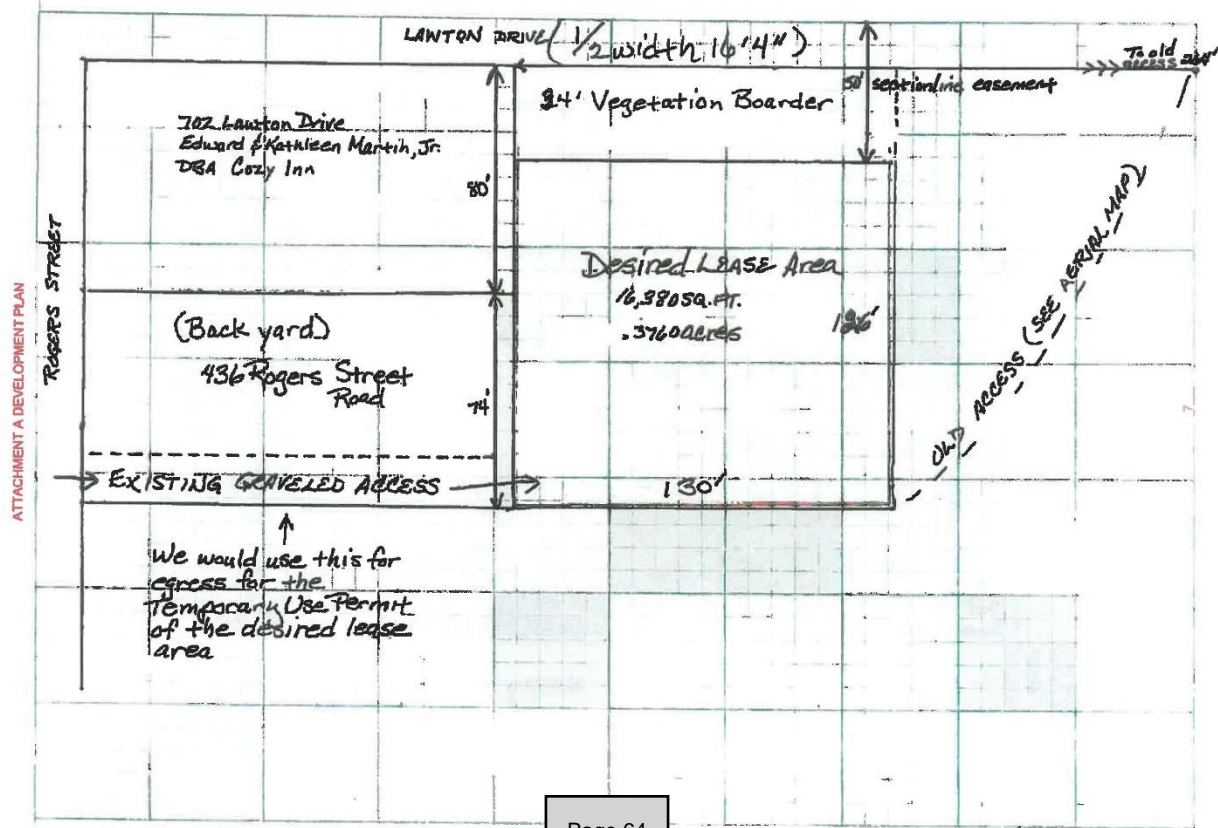 LAWTON DRIVE (1/2 width 16'4")
To old
access
50' sectionline easement
34' Vegetation Boarder
702 Lawton Drive
Edward & Kathleen Martin, Jr.
DBA Cozy Inn
80'
ROGERS STREET
ATTACHMENT A DEVELOPMENT PLAN
Desired LEASE Area
16,380 SQ. FT.
.3760 acres
126'
OLD ACCESS (SEE AERIAL MAP)
(Back yard)
436 Rogers Street
Road
74'
EXISTING GRAVELED ACCESS
130'
We would use this for
egress for the
Temporary Use Permit
of the desired lease
area
Page 64